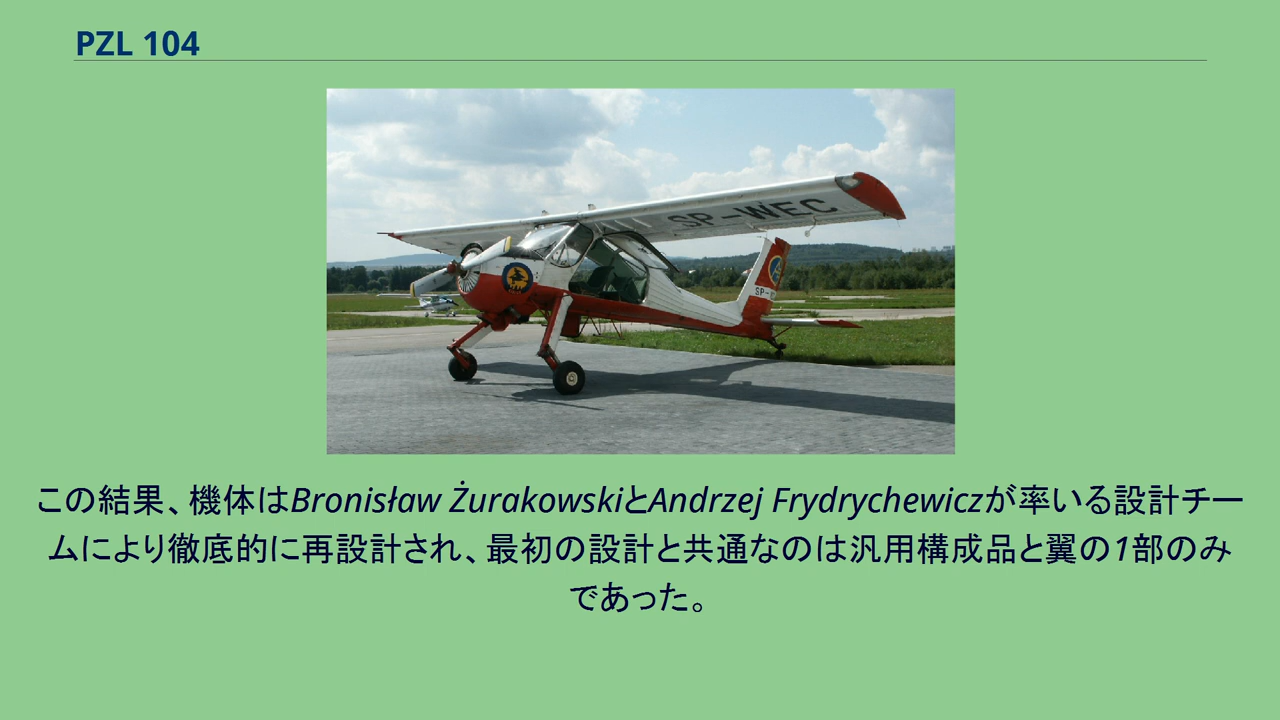 PZL 104
SP-WEC
この結果、機体はBronisław ŻurakowskiとAndrzej Frydrychewiczが率いる設計チー
ムにより徹底的に再設計され、最初の設計と共通なのは汎用構成品と翼の1部のみ
であった。